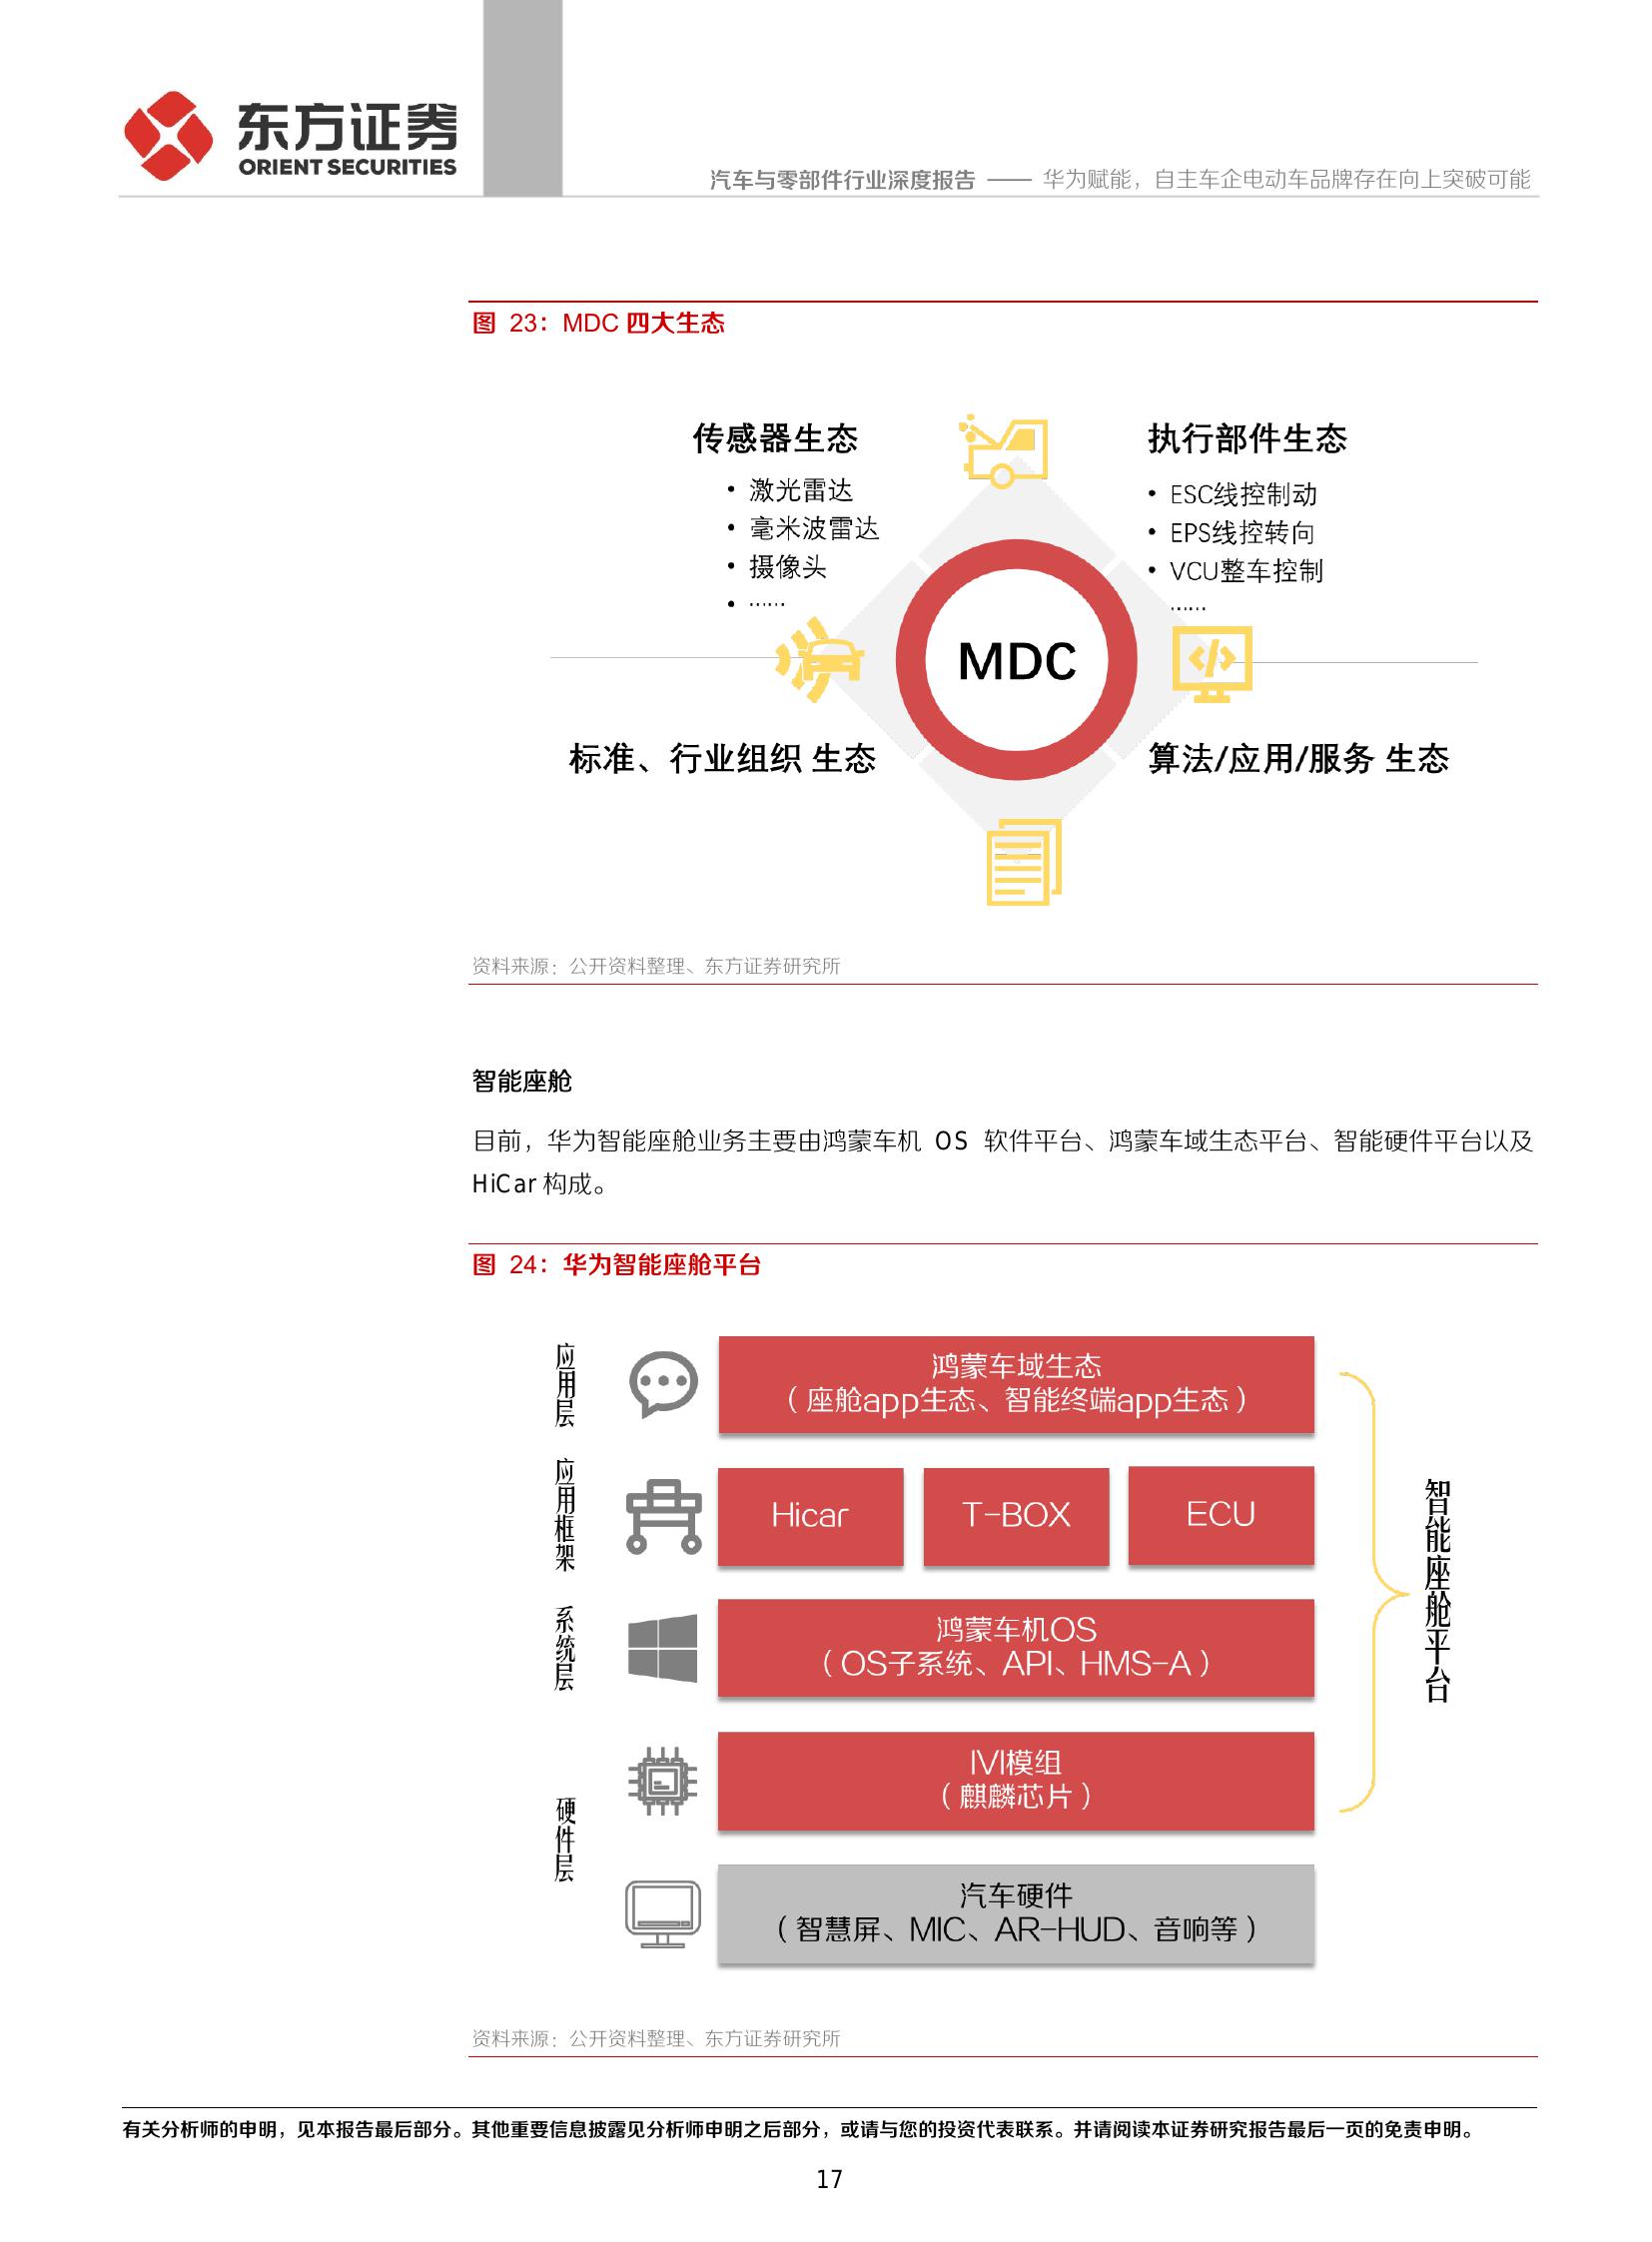 东方证券
ORIENT SECURITIES
汽车与零部件行业深度报告 —— 华为赋能，自主车企电动车品牌存在向上突破可能
图 23：MDC 四大生态
传感器生态
• 激光雷达
• 毫米波雷达
• 摄像头
• ……
执行部件生态
• ESC线控制动
• EPS线控转向
• VCU整车控制
……
MDC
标准、行业组织 生态
算法/应用/服务 生态
资料来源：公开资料整理、东方证券研究所
智能座舱
目前，华为智能座舱业务主要由鸿蒙车机 OS 软件平台、鸿蒙车域生态平台、智能硬件平台以及
HiCar 构成。
图 24：华为智能座舱平台
应用层
鸿蒙车域生态
（座舱app生态、智能终端app生态）
应用框架
Hicar
T-BOX
ECU
系统层
鸿蒙车机OS
（OS子系统、API、HMS-A）
硬件层
IVI模组
（麒麟芯片）
汽车硬件
（智慧屏、MIC、AR-HUD、音响等）
智能座舱平台
资料来源：公开资料整理、东方证券研究所
有关分析师的申明，见本报告最后部分。其他重要信息披露见分析师申明之后部分，或请与您的投资代表联系。并请阅读本证券研究报告最后一页的免责申明。
17